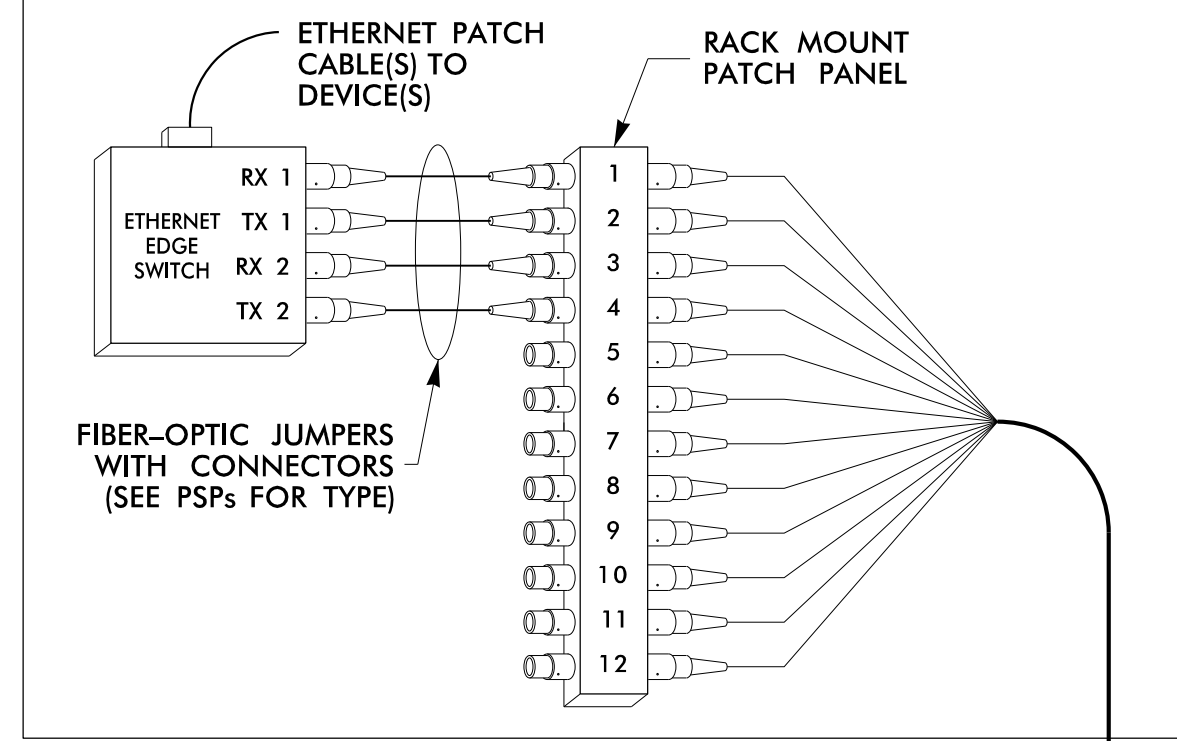 ETHERNET PATCH
CABLE(S) TO
DEVICE(S)
RACK MOUNT
PATCH PANEL
ETHERNET
EDGE
SWITCH
RX 1
TX 1
RX 2
TX 2
1
2
3
4
5
6
7
8
9
10
11
12
FIBER–OPTIC JUMPERS
WITH CONNECTORS
(SEE PSPs FOR TYPE)